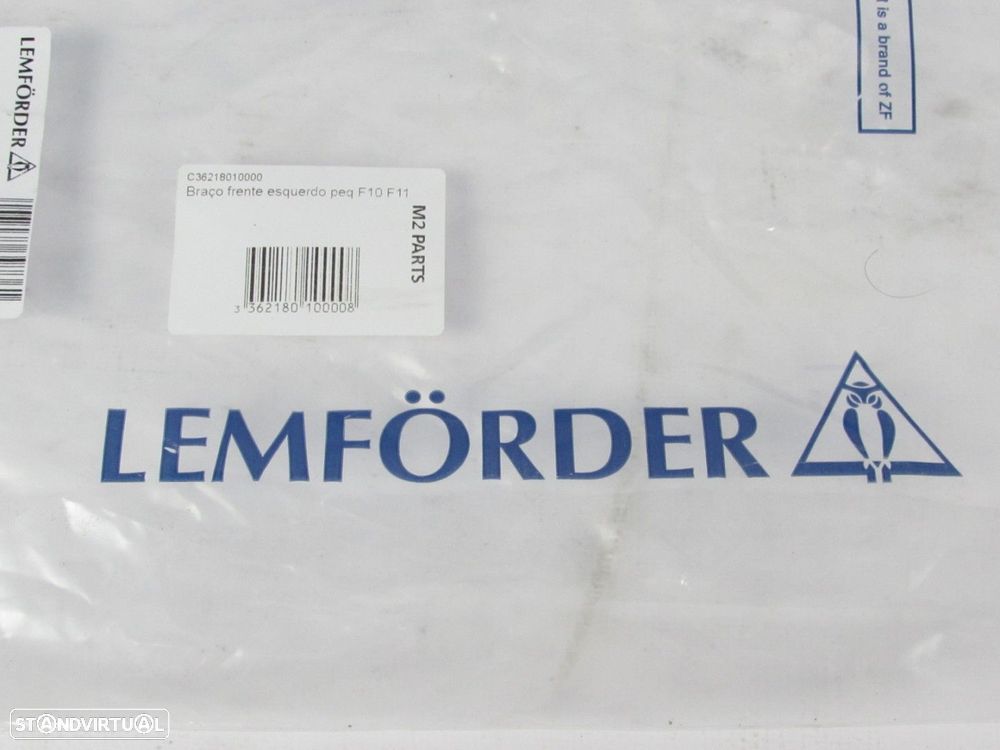 LEMFÖRDER
is a brand of ZF
C36218010000
Braço frente esquerdo peq F10 F11
M2 PARTS
3 362180 100008
LEMFÖRDER
STANDVIRTUAL